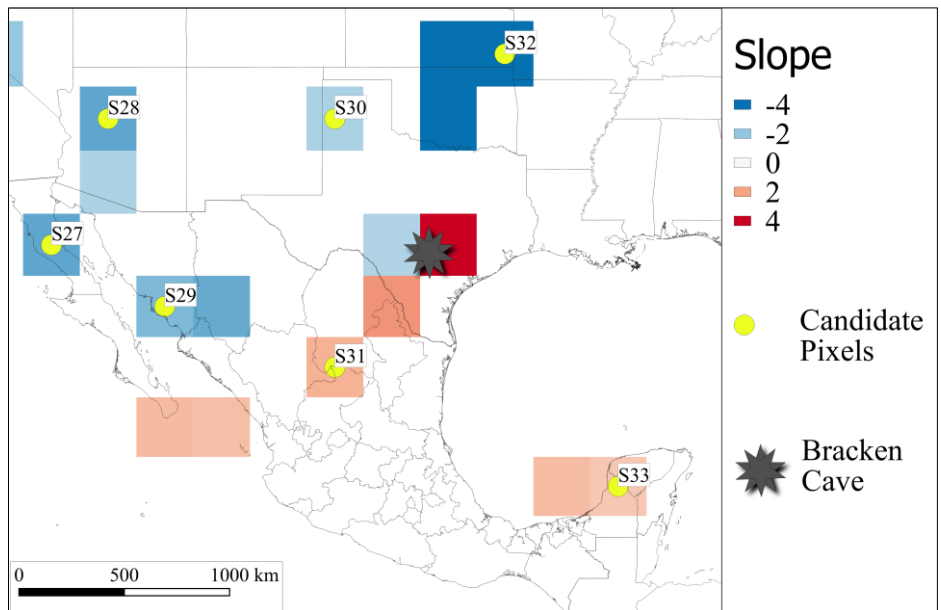 S32
S28
S30
S27
S29
S31
S33
0 500 1000 km
Slope
-4
-2
0
2
4
Candidate
Pixels
Bracken
Cave